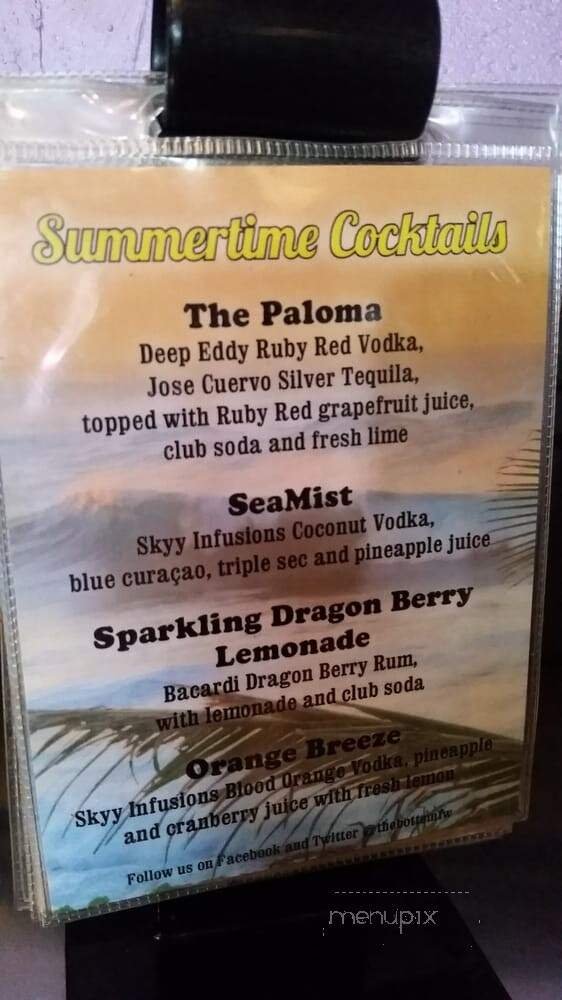 Summertime Cocktails
The Paloma
Deep Eddy Ruby Red Vodka,
Jose Cuervo Silver Tequila,
topped with Ruby Red grapefruit juice,
club soda and fresh lime
SeaMist
Skyy Infusions Coconut Vodka,
blue curaçao, triple sec and pineapple juice
Sparkling Dragon Berry
Lemonade
Bacardi Dragon Berry Rum,
with lemonade and club soda
Orange Breeze
Skyy Infusions Blood Orange Vodka, pineapple
and cranberry juice with fresh lemon
Follow us on Facebook and Twitter @thebottomfw
menupix